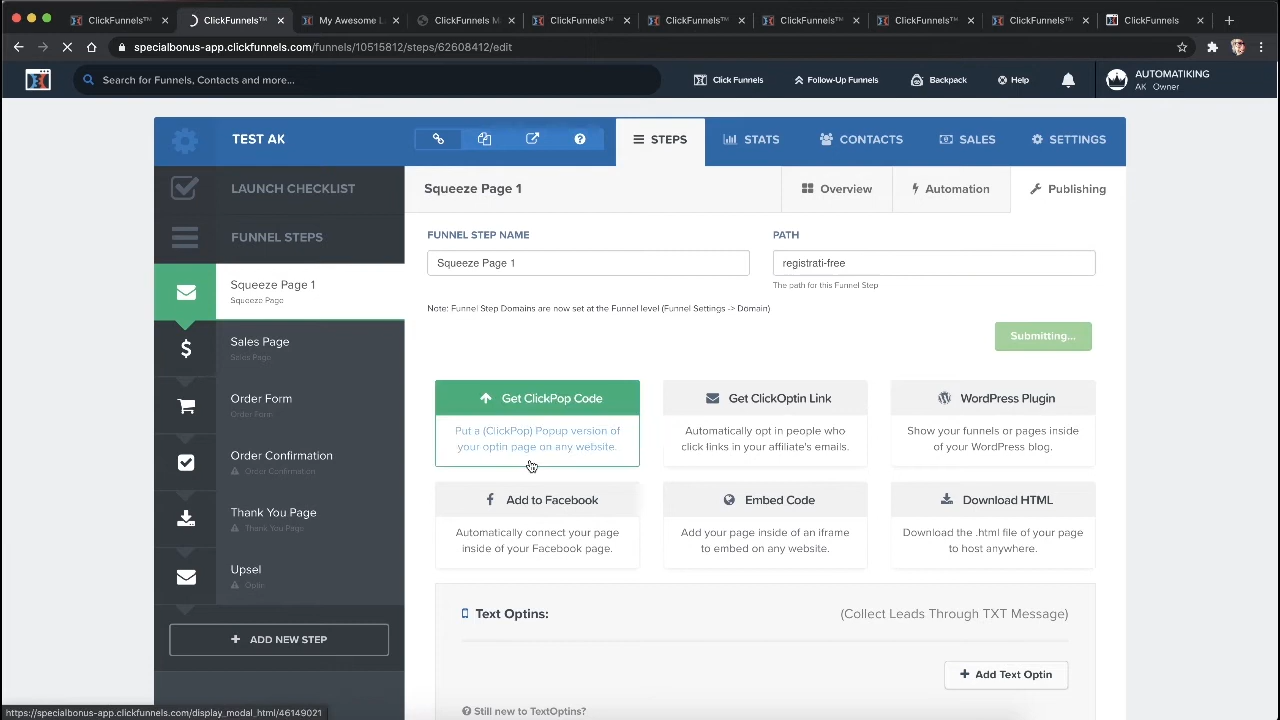 ClickFunnels™
ClickFunnels™
My Awesome L
ClickFunnels M
ClickFunnels™
ClickFunnels™
ClickFunnels™
ClickFunnels™
ClickFunnels™
ClickFunnels
specialbonus-app.clickfunnels.com/funnels/10515812/steps/62608412/edit
Search for Funnels, Contacts and more...
ClickFunnels
Follow-Up Funnels
Backpack
Help
AUTOMATIKING
AK Owner
TEST AK
STEPS
STATS
CONTACTS
SALES
SETTINGS
LAUNCH CHECKLIST
FUNNEL STEPS
Squeeze Page 1
Squeeze Page
Sales Page
Sales Page
Order Form
Order Form
Order Confirmation
Order Confirmation
Thank You Page
Thank You Page
Upsel
Optin
+ ADD NEW STEP
Squeeze Page 1
Overview
Automation
Publishing
FUNNEL STEP NAME
PATH
Squeeze Page 1
registrati-free
The path for this Funnel Step
Note: Funnel Step Domains are now set at the Funnel level (Funnel Settings -> Domain)
Submitting...
Get ClickPop Code
Put a (ClickPop) Popup version of
your optin page on any website.
Get ClickOptin Link
Automatically opt in people who
click links in your affiliate's emails.
WordPress Plugin
Show your funnels or pages inside
of your WordPress blog.
Add to Facebook
Automatically connect your page
inside of your Facebook page.
Embed Code
Add your page inside of an iframe
to embed on any website.
Download HTML
Download the .html file of your page
to host anywhere.
Text Optins:
(Collect Leads Through TXT Message)
+ Add Text Optin
Still new to TextOptins?
https://specialbonus-app.clickfunnels.com/display_modal_html/46149021